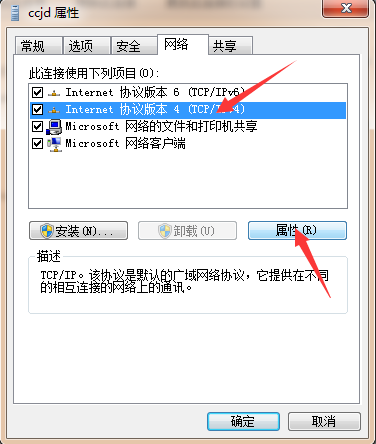 ccjd 属性
常规 选项 安全 网络 共享
此连接使用下列项目(O):
Internet 协议版本 6 (TCP/IPv6)
Internet 协议版本 4 (TCP/IPv4)
Microsoft 网络的文件和打印机共享
Microsoft 网络客户端
安装(N)... 卸载(U) 属性(R)
描述
TCP/IP。该协议是默认的广域网络协议，它提供在不同
的相互连接的网络上的通讯。
确定 取消